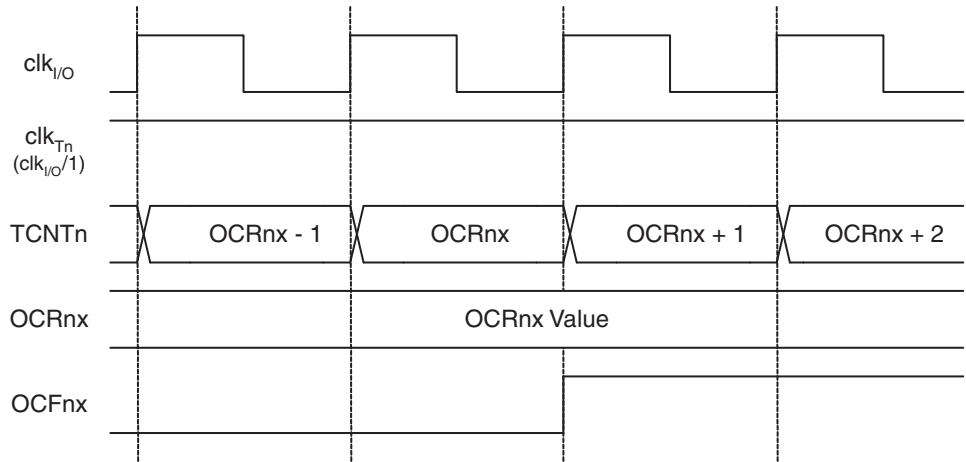 clkI/O
clkTn
(clkI/O/1)
TCNTn OCRnx - 1 OCRnx OCRnx + 1 OCRnx + 2
OCRnx OCRnx Value
OCFnx